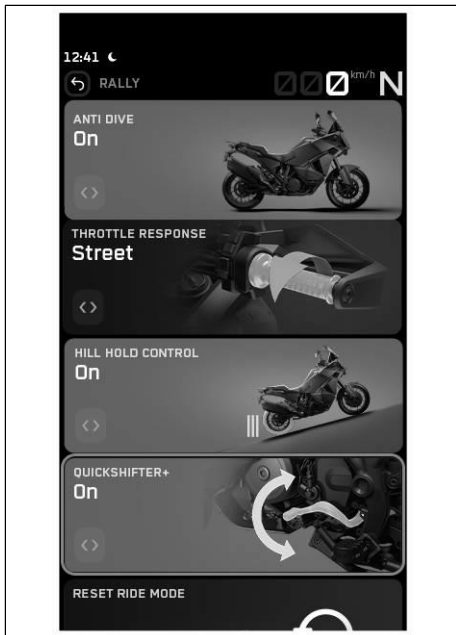 12:41
RALLY
000 km/h N
ANTI DIVE
On
THROTTLE RESPONSE
Street
HILL HOLD CONTROL
On
QUICKSHIFTER+
On
RESET RIDE MODE